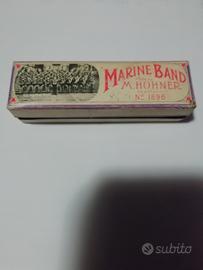 MARINE BAND
M. HOHNER
No 1896
subito